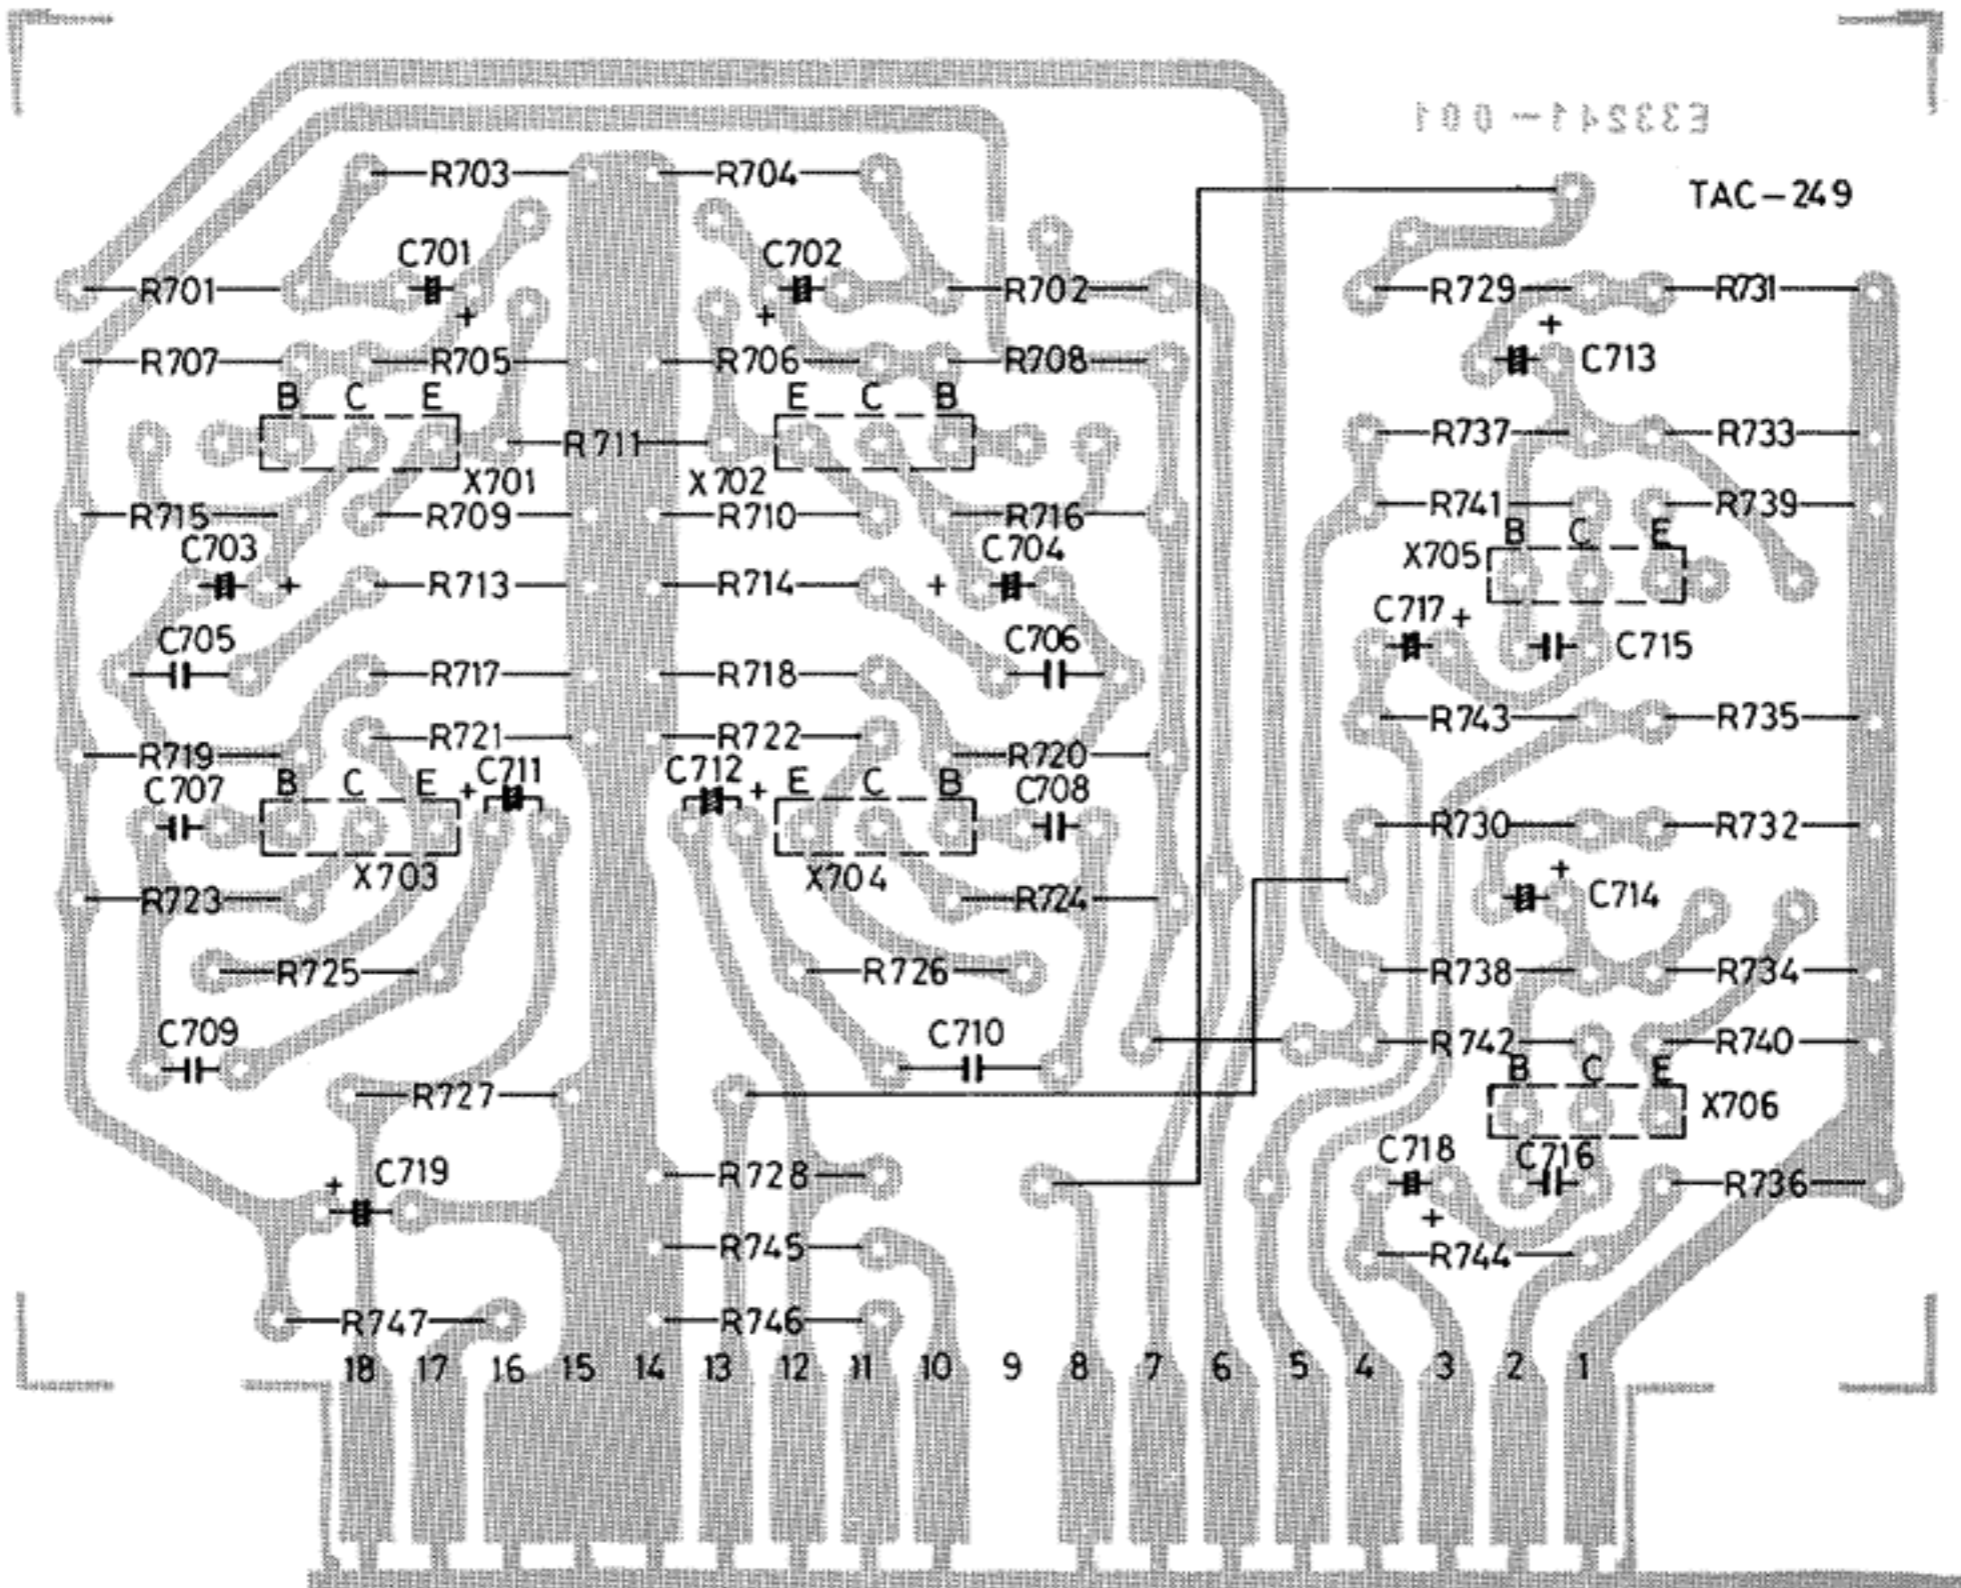 E33241-001
TAC-249
R703 R704
C701 C702
R701 R702 R729 R731
+ + +
R707 R705 R706 R708 C713
B C E E C B
R711 R737 R733
X701 X702
R715 R709 R710 R716 R741 R739
B C E
C703 C704 X705
+ R713 R714 +
C717 +
C705 C706 C715
R717 R718
R721 R722 R743 R735
R719 R720
C707 B C E + C711 C712 + E C B C708
R730 R732
X703 X704 +
R723 R724 C714
R725 R726 R738 R734
C709 C710 R742 R740
B C E
R727 X706
C719 C718 C716
+ R728 R736
+
R745 R744
R747 R746
18 17 16 15 14 13 12 11 10 9 8 7 6 5 4 3 2 1